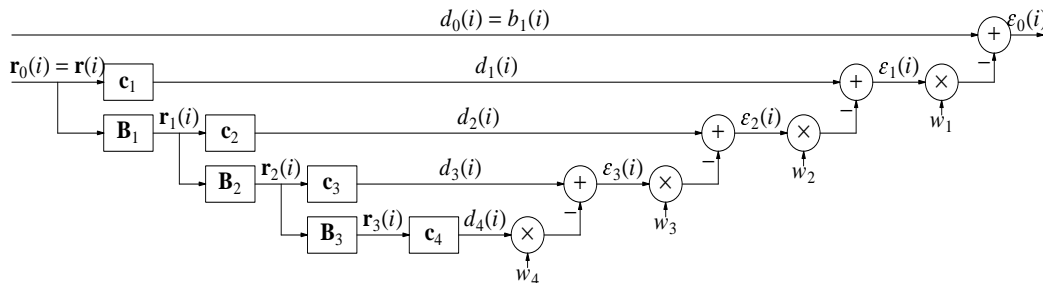 d₀(i) = b₁(i)
ε₀(i)
+
−
r₀(i) = r(i)
c₁
d₁(i)
+
ε₁(i)
×
−
w₁
B₁
r₁(i)
c₂
d₂(i)
+
ε₂(i)
×
−
w₂
B₂
r₂(i)
c₃
d₃(i)
+
ε₃(i)
×
−
w₃
B₃
r₃(i)
c₄
d₄(i)
×
w₄